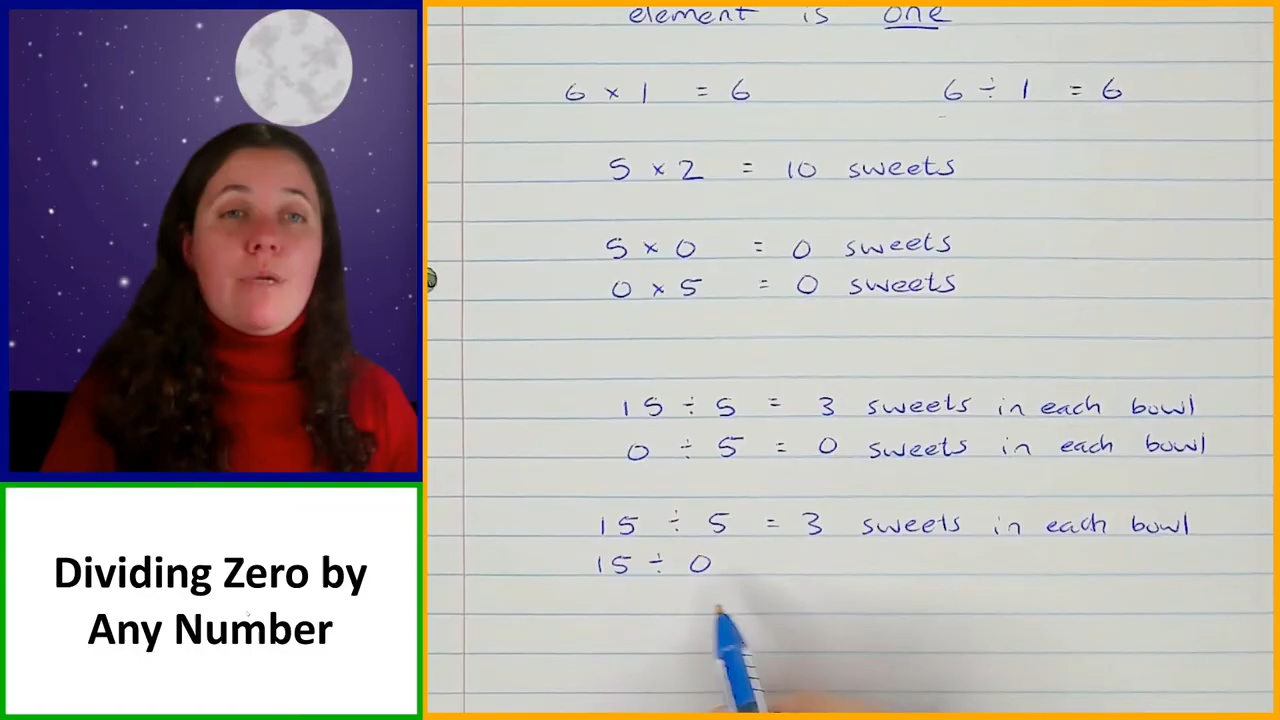 element is one
6 × 1 = 6 6 ÷ 1 = 6
5 × 2 = 10 sweets
5 × 0 = 0 sweets
0 × 5 = 0 sweets
15 ÷ 5 = 3 sweets in each bowl
0 ÷ 5 = 0 sweets in each bowl
15 ÷ 5 = 3 sweets in each bowl
15 ÷ 0
Dividing Zero by
Any Number